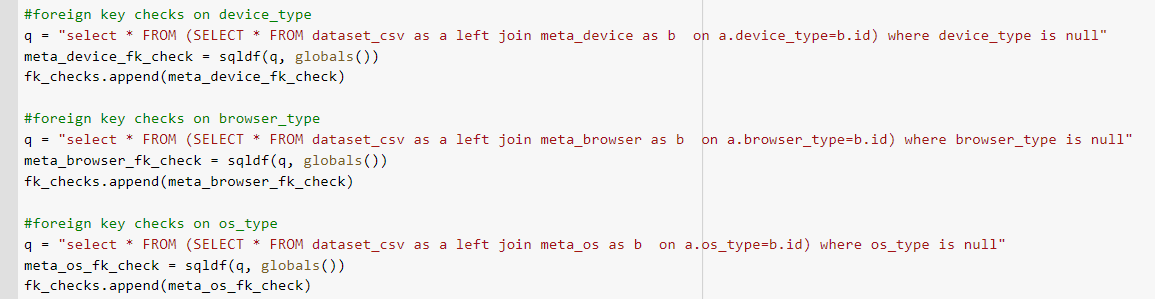 #foreign key checks on device_type
q = "select * FROM (SELECT * FROM dataset_csv as a left join meta_device as b  on a.device_type=b.id) where device_type is null"
meta_device_fk_check = sqldf(q, globals())
fk_checks.append(meta_device_fk_check)

#foreign key checks on browser_type
q = "select * FROM (SELECT * FROM dataset_csv as a left join meta_browser as b  on a.browser_type=b.id) where browser_type is null"
meta_browser_fk_check = sqldf(q, globals())
fk_checks.append(meta_browser_fk_check)

#foreign key checks on os_type
q = "select * FROM (SELECT * FROM dataset_csv as a left join meta_os as b  on a.os_type=b.id) where os_type is null"
meta_os_fk_check = sqldf(q, globals())
fk_checks.append(meta_os_fk_check)